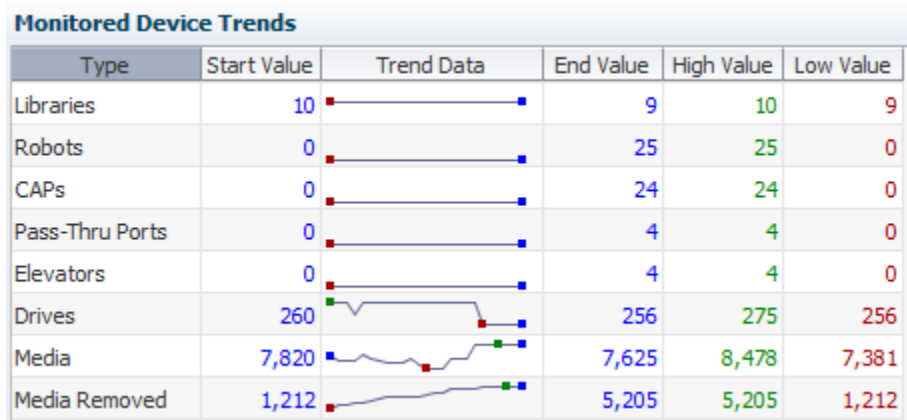 Monitored Device Trends
Type Start Value Trend Data End Value High Value Low Value
Libraries 10 9 10 9
Robots 0 25 25 0
CAPs 0 24 24 0
Pass-Thru Ports 0 4 4 0
Elevators 0 4 4 0
Drives 260 256 275 256
Media 7,820 7,625 8,478 7,381
Media Removed 1,212 5,205 5,205 1,212